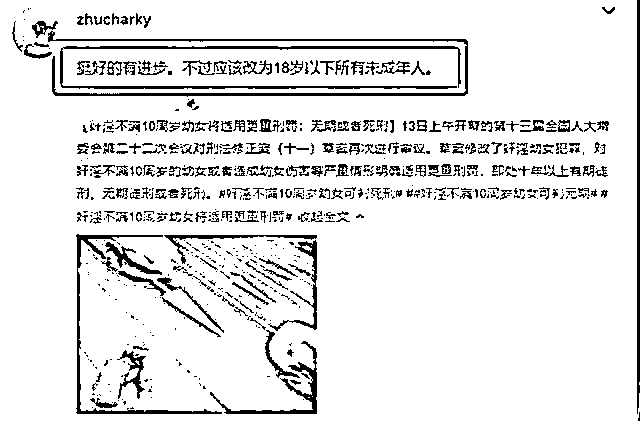 zhucharky
挺好的有进步。不过应该改为18岁以下所有未成年人。
【奸淫不满10周岁幼女将适用更重刑罚：无期或者死刑】13日上午开幕的第十三届全国人大常
委会第二十二次会议对刑法修正案（十一）草案再次进行审议。草案修改了奸淫幼女犯罪，对
奸淫不满10周岁的幼女或者造成幼女伤害等严重情形明确适用更重刑罚，即处十年以上有期徒
刑、无期徒刑或者死刑。#奸淫不满10周岁幼女可判死刑# ##奸淫不满10周岁幼女可判无期##
奸淫不满10周岁幼女将适用更重刑罚# 收起全文